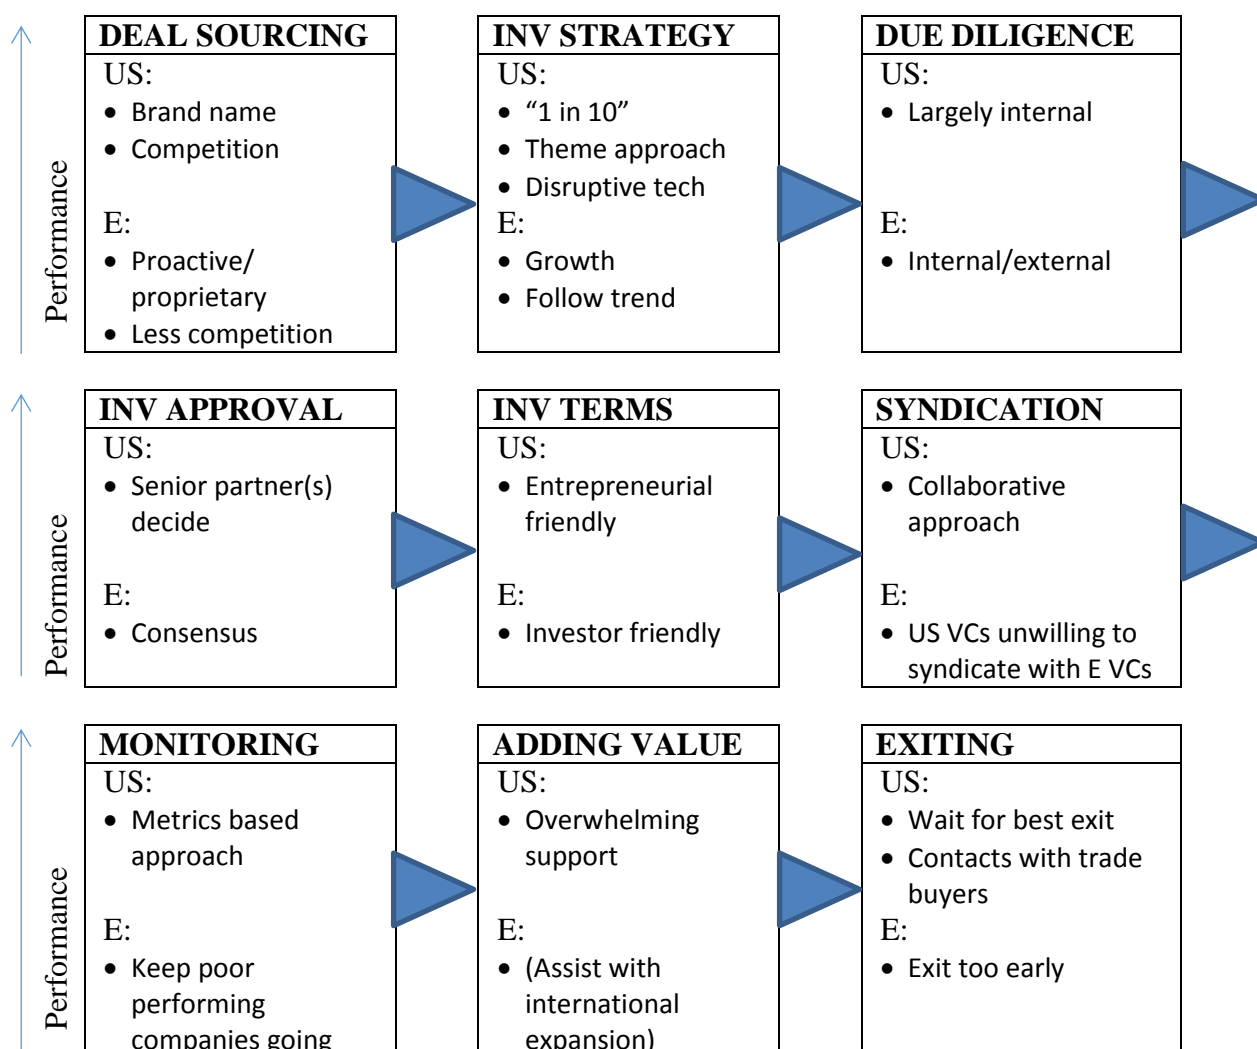 Performance
DEAL SOURCING
US:
• Brand name
• Competition
E:
• Proactive/
proprietary
• Less competition
INV STRATEGY
US:
• “1 in 10”
• Theme approach
• Disruptive tech
E:
• Growth
• Follow trend
DUE DILIGENCE
US:
• Largely internal
E:
• Internal/external
Performance
INV APPROVAL
US:
• Senior partner(s)
decide
E:
• Consensus
INV TERMS
US:
• Entrepreneurial
friendly
E:
• Investor friendly
SYNDICATION
US:
• Collaborative
approach
E:
• US VCs unwilling to
syndicate with E VCs
Performance
MONITORING
US:
• Metrics based
approach
E:
• Keep poor
performing
companies going
ADDING VALUE
US:
• Overwhelming
support
E:
• (Assist with
international
expansion)
EXITING
US:
• Wait for best exit
• Contacts with trade
buyers
E:
• Exit too early